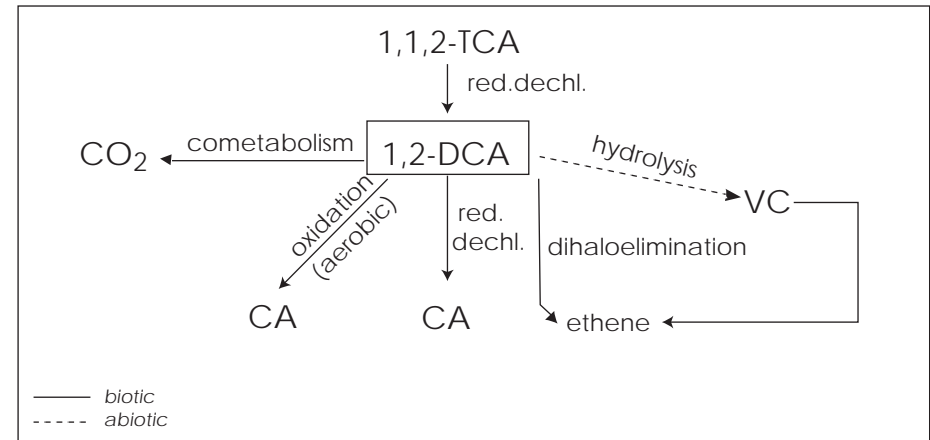 1,1,2-TCA
red.dechl.
CO2
cometabolism
1,2-DCA
hydrolysis
VC
oxidation
(aerobic)
red.
dechl.
dihaloelimination
CA
CA
ethene
biotic
abiotic